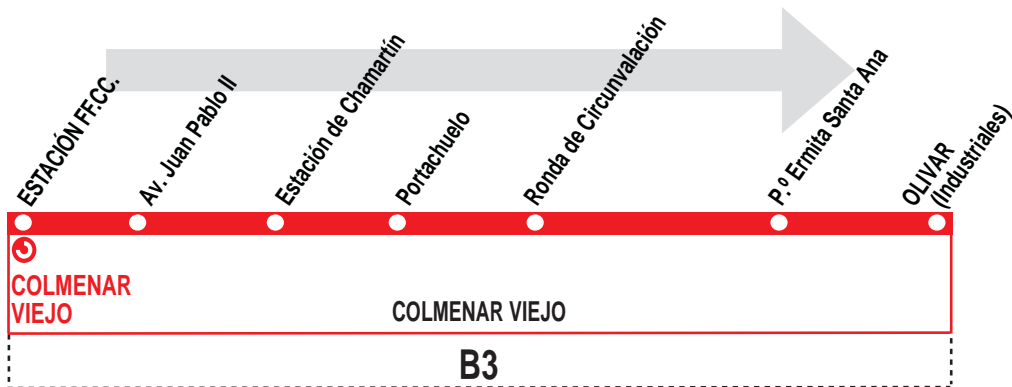 ESTACIÓN FF.CC.
Av. Juan Pablo II
Estación de Chamartín
Portachuelo
Ronda de Circunvalación
P.º Ermita Santa Ana
OLIVAR
(Industriales)
COLMENAR
VIEJO
COLMENAR VIEJO
B3